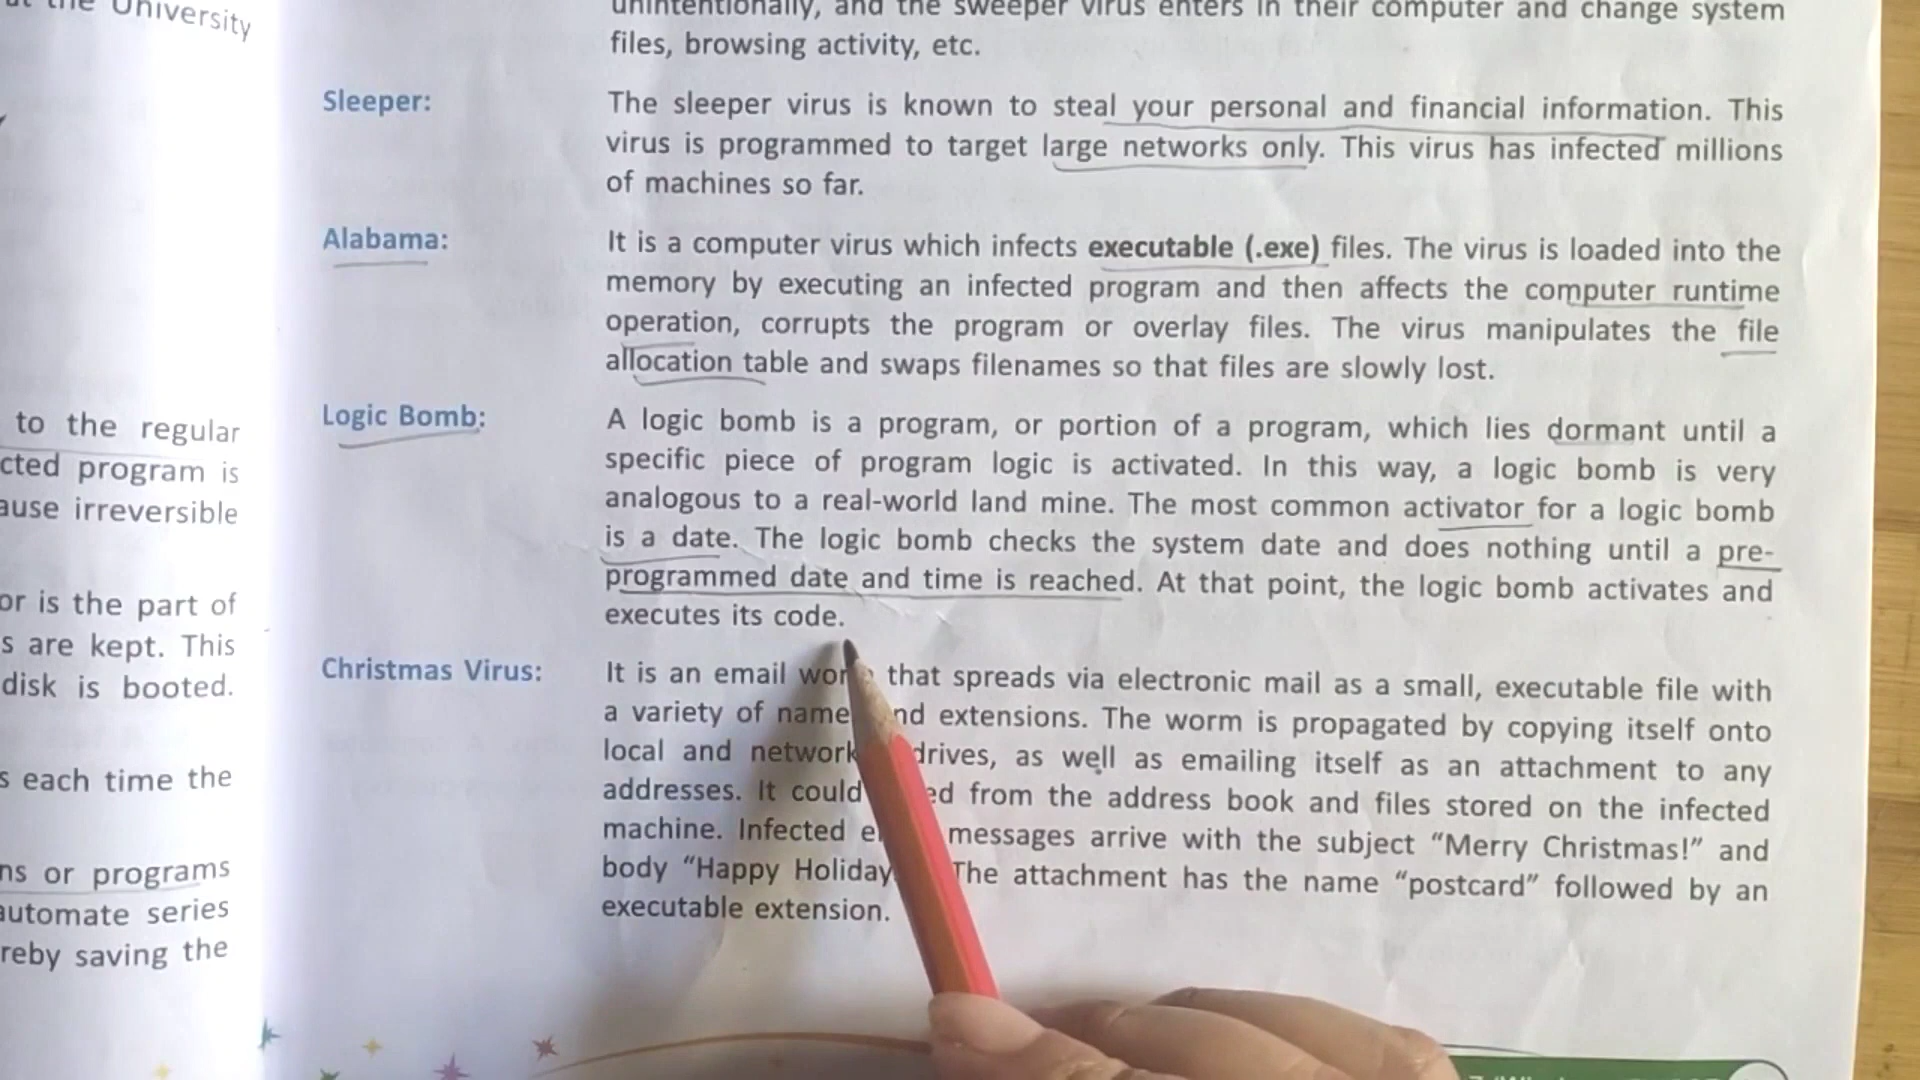 the University
to the regular
cted program is
ause irreversible
or is the part of
s are kept. This
disk is booted.
s each time the
ns or programs
automate series
reby saving the
unintentionally, and the sweeper virus enters in their computer and change system
files, browsing activity, etc.
Sleeper: The sleeper virus is known to steal your personal and financial information. This
virus is programmed to target large networks only. This virus has infected millions
of machines so far.
Alabama: It is a computer virus which infects executable (.exe) files. The virus is loaded into the
memory by executing an infected program and then affects the computer runtime
operation, corrupts the program or overlay files. The virus manipulates the file
allocation table and swaps filenames so that files are slowly lost.
Logic Bomb: A logic bomb is a program, or portion of a program, which lies dormant until a
specific piece of program logic is activated. In this way, a logic bomb is very
analogous to a real-world land mine. The most common activator for a logic bomb
is a date. The logic bomb checks the system date and does nothing until a pre-
programmed date and time is reached. At that point, the logic bomb activates and
executes its code.
Christmas Virus: It is an email wor that spreads via electronic mail as a small, executable file with
a variety of name nd extensions. The worm is propagated by copying itself onto
local and network drives, as well as emailing itself as an attachment to any
addresses. It could ed from the address book and files stored on the infected
machine. Infected e messages arrive with the subject “Merry Christmas!” and
body “Happy Holiday The attachment has the name “postcard” followed by an
executable extension.